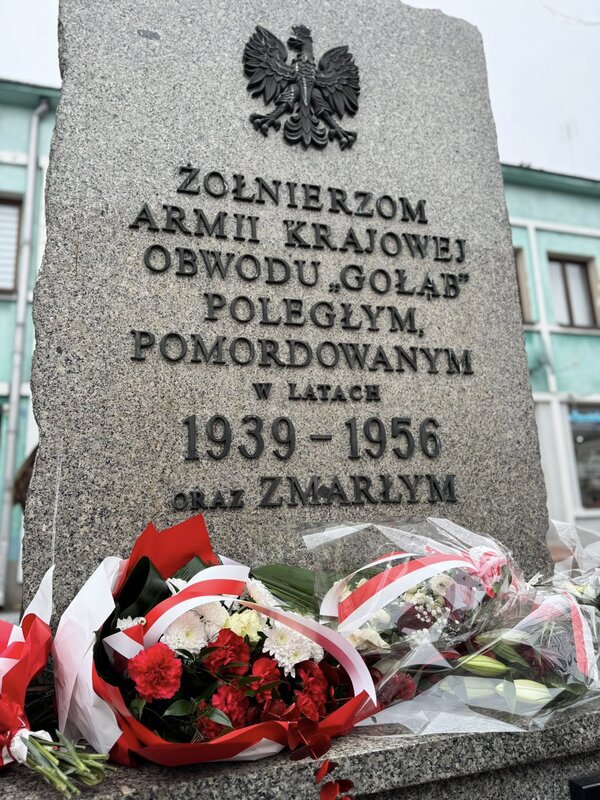 ŻOŁNIERZOM
ARMII KRAJOWEJ
OBWODU „GOŁĄB”
POLEGŁYM,
POMORDOWANYM
W LATACH
1939 – 1956
ORAZ ZMARŁYM